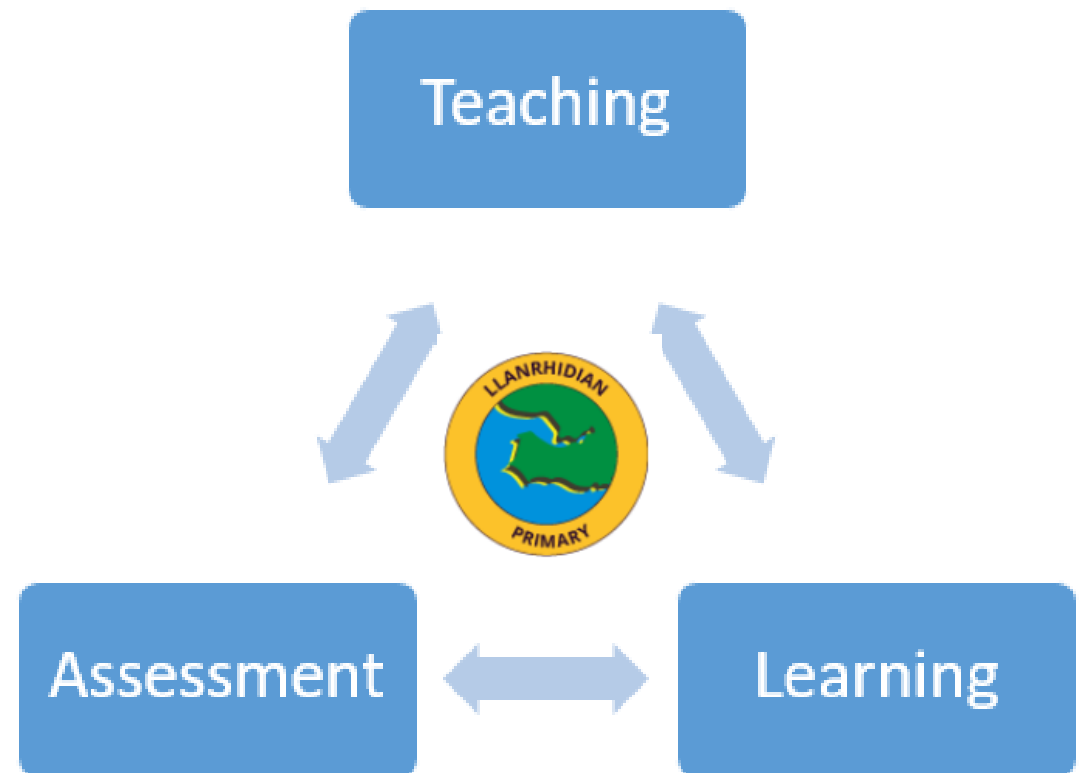 Teaching
LLANRHIDIAN
PRIMARY
Assessment
Learning